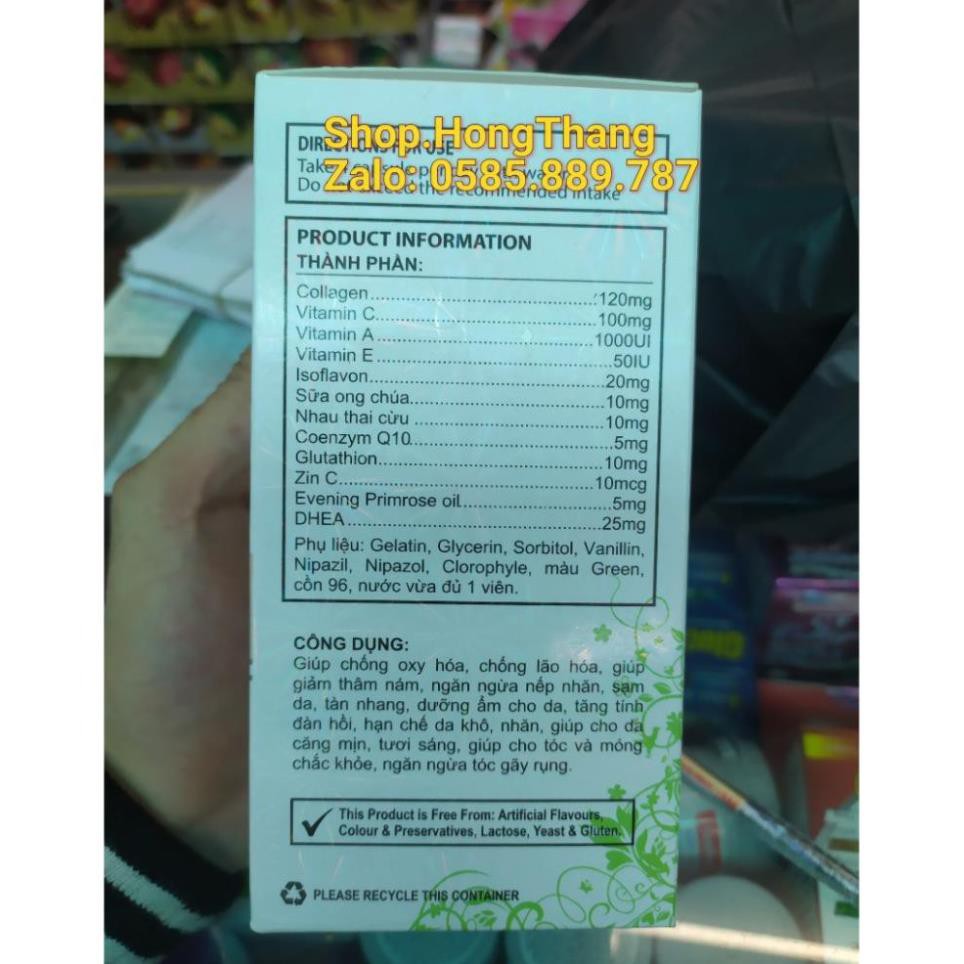 Shop.HongThang
Zalo: 0585.889.787
DIRECTIONS FOR USE
Take
Do the recommended intake
PRODUCT INFORMATION
THÀNH PHẦN:
Collagen...120mg
Vitamin C...100mg
Vitamin A...1000UI
Vitamin E...50IU
Isoflavon...20mg
Sữa ong chúa...10mg
Nhau thai cừu...10mg
Coenzym Q10...5mg
Glutathion...10mg
Zin C...10mcg
Evening Primrose oil...5mg
DHEA...25mg
Phụ liệu: Gelatin, Glycerin, Sorbitol, Vanillin,
Nipazil, Nipazol, Clorophyle, màu Green,
cồn 96, nước vừa đủ 1 viên.
CÔNG DỤNG:
Giúp chống oxy hóa, chống lão hóa, giúp
giảm thâm nám, ngăn ngừa nếp nhăn, sạm
da, tàn nhang, dưỡng ẩm cho da, tăng tính
đàn hồi, hạn chế da khô, nhăn, giúp cho da
căng mịn, tươi sáng, giúp cho tóc và móng
chắc khỏe, ngăn ngừa tóc gãy rụng.
This Product is Free From: Artificial Flavours,
Colour & Preservatives, Lactose, Yeast & Gluten.
PLEASE RECYCLE THIS CONTAINER